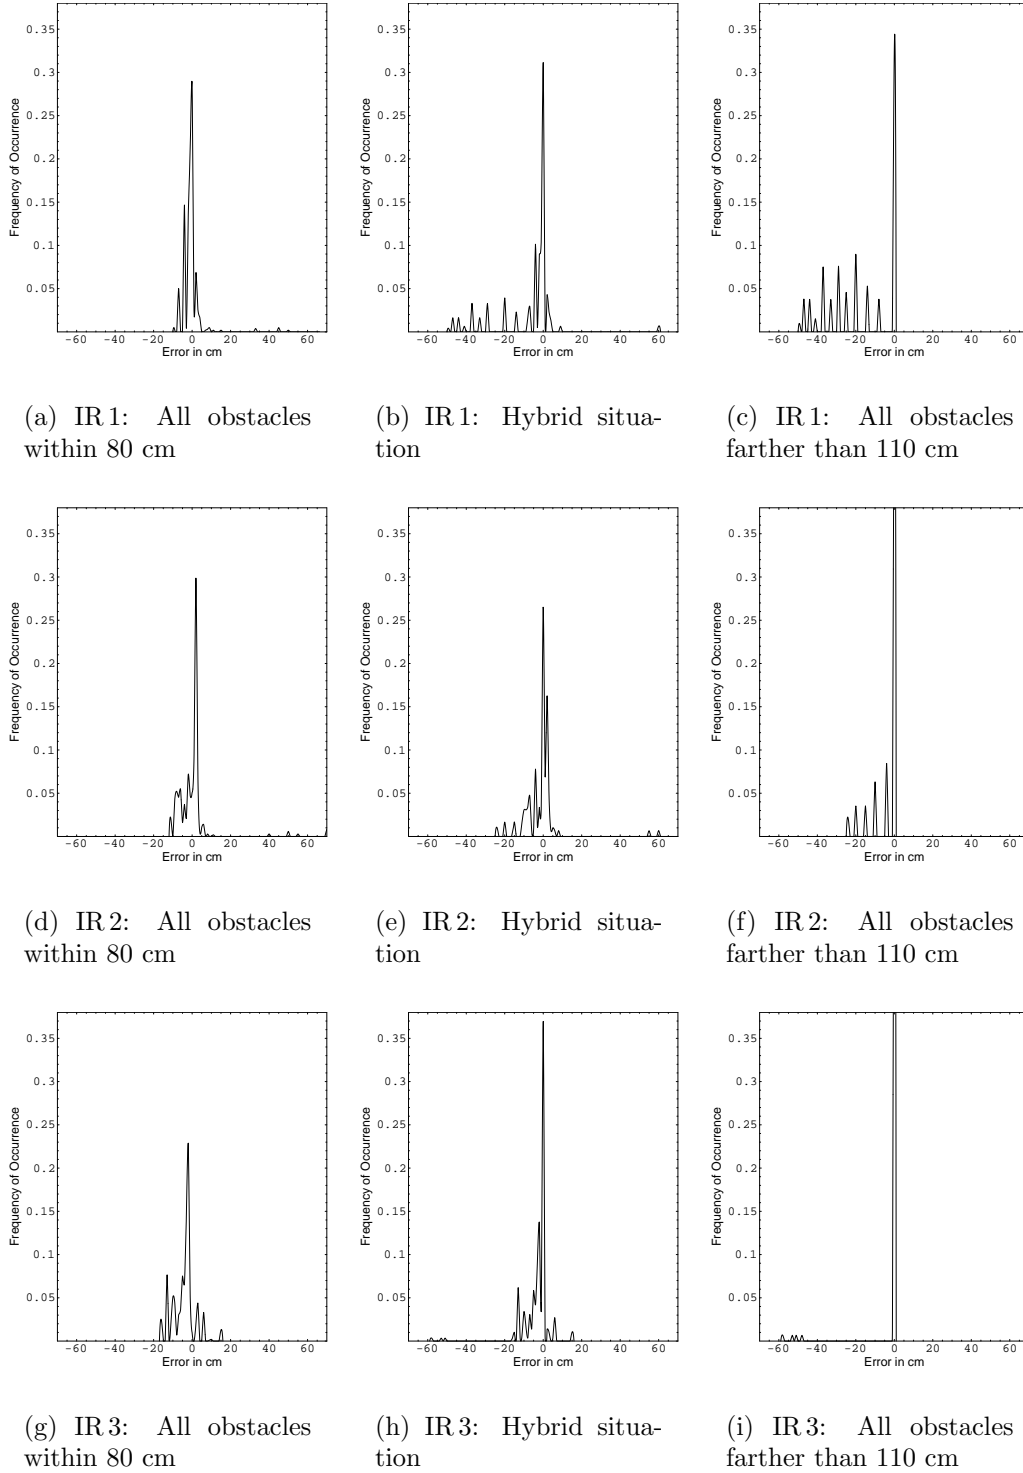 0.35
0.3
0.25
0.2
0.15
0.1
0.05
Frequency of Occurrence
-60 -40 -20 0 20 40 60
Error in cm
0.35
0.3
0.25
0.2
0.15
0.1
0.05
Frequency of Occurrence
-60 -40 -20 0 20 40 60
Error in cm
0.35
0.3
0.25
0.2
0.15
0.1
0.05
Frequency of Occurrence
-60 -40 -20 0 20 40 60
Error in cm
(a) IR 1: All obstacles
within 80 cm
(b) IR 1: Hybrid situa-
tion
(c) IR 1: All obstacles
farther than 110 cm
0.35
0.3
0.25
0.2
0.15
0.1
0.05
Frequency of Occurrence
-60 -40 -20 0 20 40 60
Error in cm
0.35
0.3
0.25
0.2
0.15
0.1
0.05
Frequency of Occurrence
-60 -40 -20 0 20 40 60
Error in cm
0.35
0.3
0.25
0.2
0.15
0.1
0.05
Frequency of Occurrence
-60 -40 -20 0 20 40 60
Error in cm
(d) IR 2: All obstacles
within 80 cm
(e) IR 2: Hybrid situa-
tion
(f) IR 2: All obstacles
farther than 110 cm
0.35
0.3
0.25
0.2
0.15
0.1
0.05
Frequency of Occurrence
-60 -40 -20 0 20 40 60
Error in cm
0.35
0.3
0.25
0.2
0.15
0.1
0.05
Frequency of Occurrence
-60 -40 -20 0 20 40 60
Error in cm
0.35
0.3
0.25
0.2
0.15
0.1
0.05
Frequency of Occurrence
-60 -40 -20 0 20 40 60
Error in cm
(g) IR 3: All obstacles
within 80 cm
(h) IR 3: Hybrid situa-
tion
(i) IR 3: All obstacles
farther than 110 cm